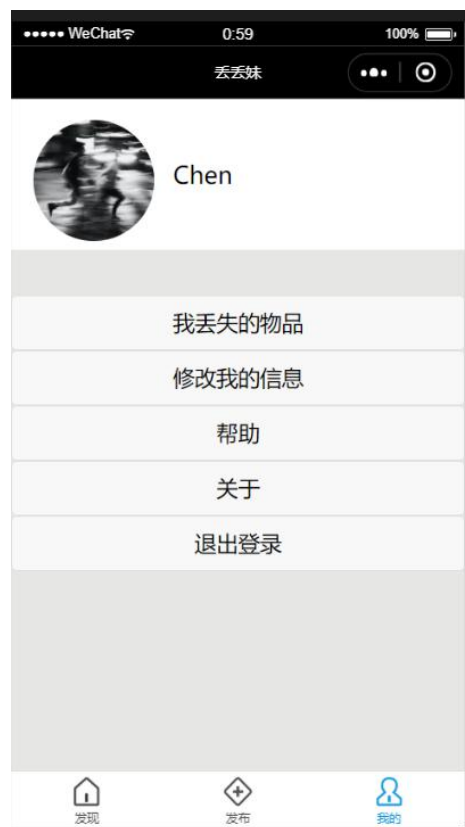 WeChat 0:59 100%
丢丢妹
Chen
我丢失的物品
修改我的信息
帮助
关于
退出登录
发现 发布 我的